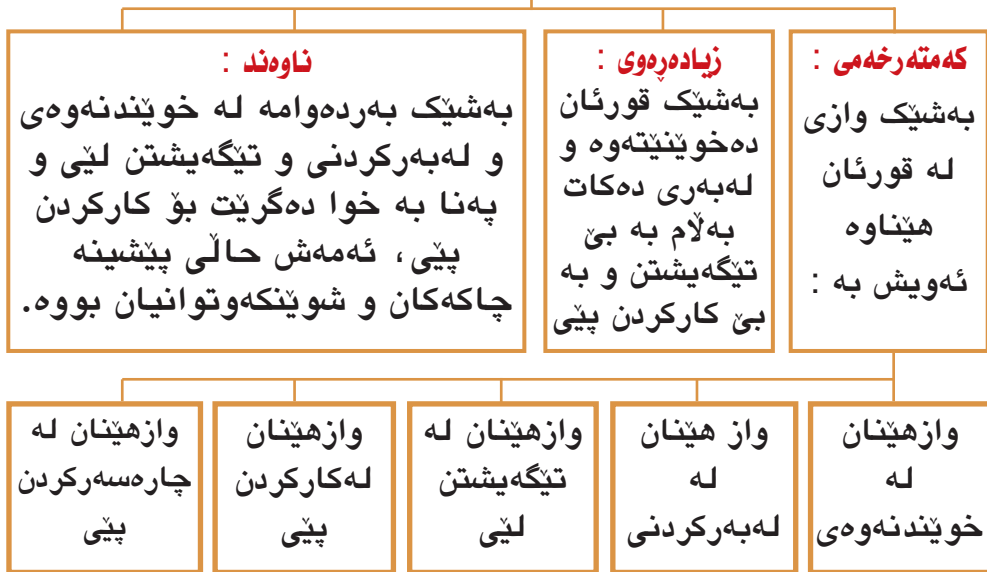 کەمتەرخەمی :
بەشێک وازی
لە قورئان
هێناوە
ئەویش بە :
زیادەڕەوی :
بەشێک قورئان
دەخوێنێتەوە و
لەبەری دەکات
بەڵام بە بێ
تێگەیشتن و بە
بێ کارکردن پێی
ناوەند :
بەشێک بەردەوامە لە خوێندنەوەی
و لەبەرکردنی و تێگەیشتن لێی و
پەنا بە خوا دەگرێت بۆ کارکردن
پێی، ئەمەش حاڵی پێشینە
چاکەکان و شوێنکەوتوانیان بووە.
وازهێنان
لە
خوێندنەوەی
واز هێنان
لە
لەبەرکردنی
وازهێنان لە
تێگەیشتن
لێی
وازهێنان
لەکارکردن
پێی
وازهێنان لە
چارەسەرکردن
پێی